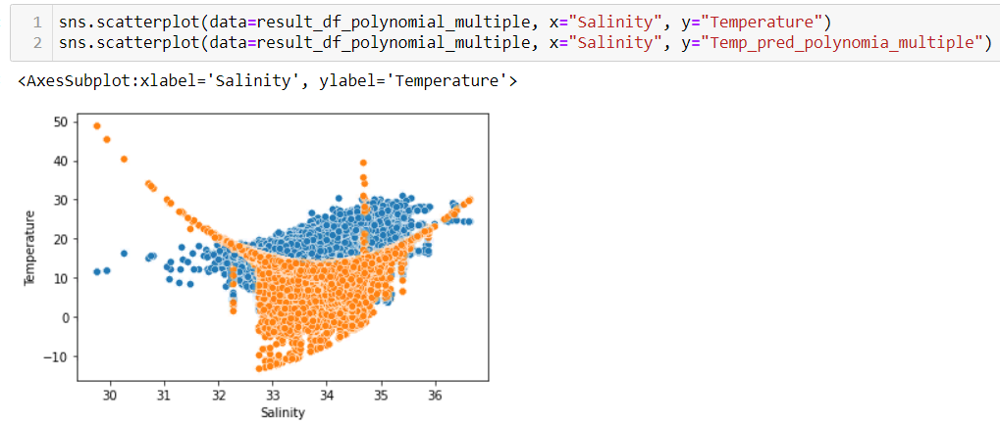 1 sns.scatterplot(data=result_df_polynomial_multiple, x="Salinity", y="Temperature")
2 sns.scatterplot(data=result_df_polynomial_multiple, x="Salinity", y="Temp_pred_polynomia_multiple")
<AxesSubplot:xlabel='Salinity', ylabel='Temperature'>
50
40
30
20
10
0
−10
Temperature
30 31 32 33 34 35 36
Salinity